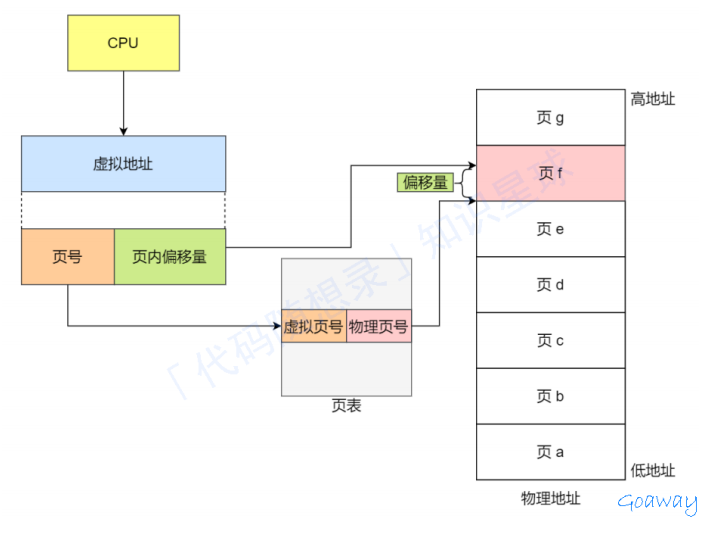 CPU
虚拟地址
页号
页内偏移量
虚拟页号
物理页号
页表
偏移量
高地址
页 g
页 f
页 e
页 d
页 c
页 b
页 a
低地址
物理地址
「代码随想录」知识星球
Goaway